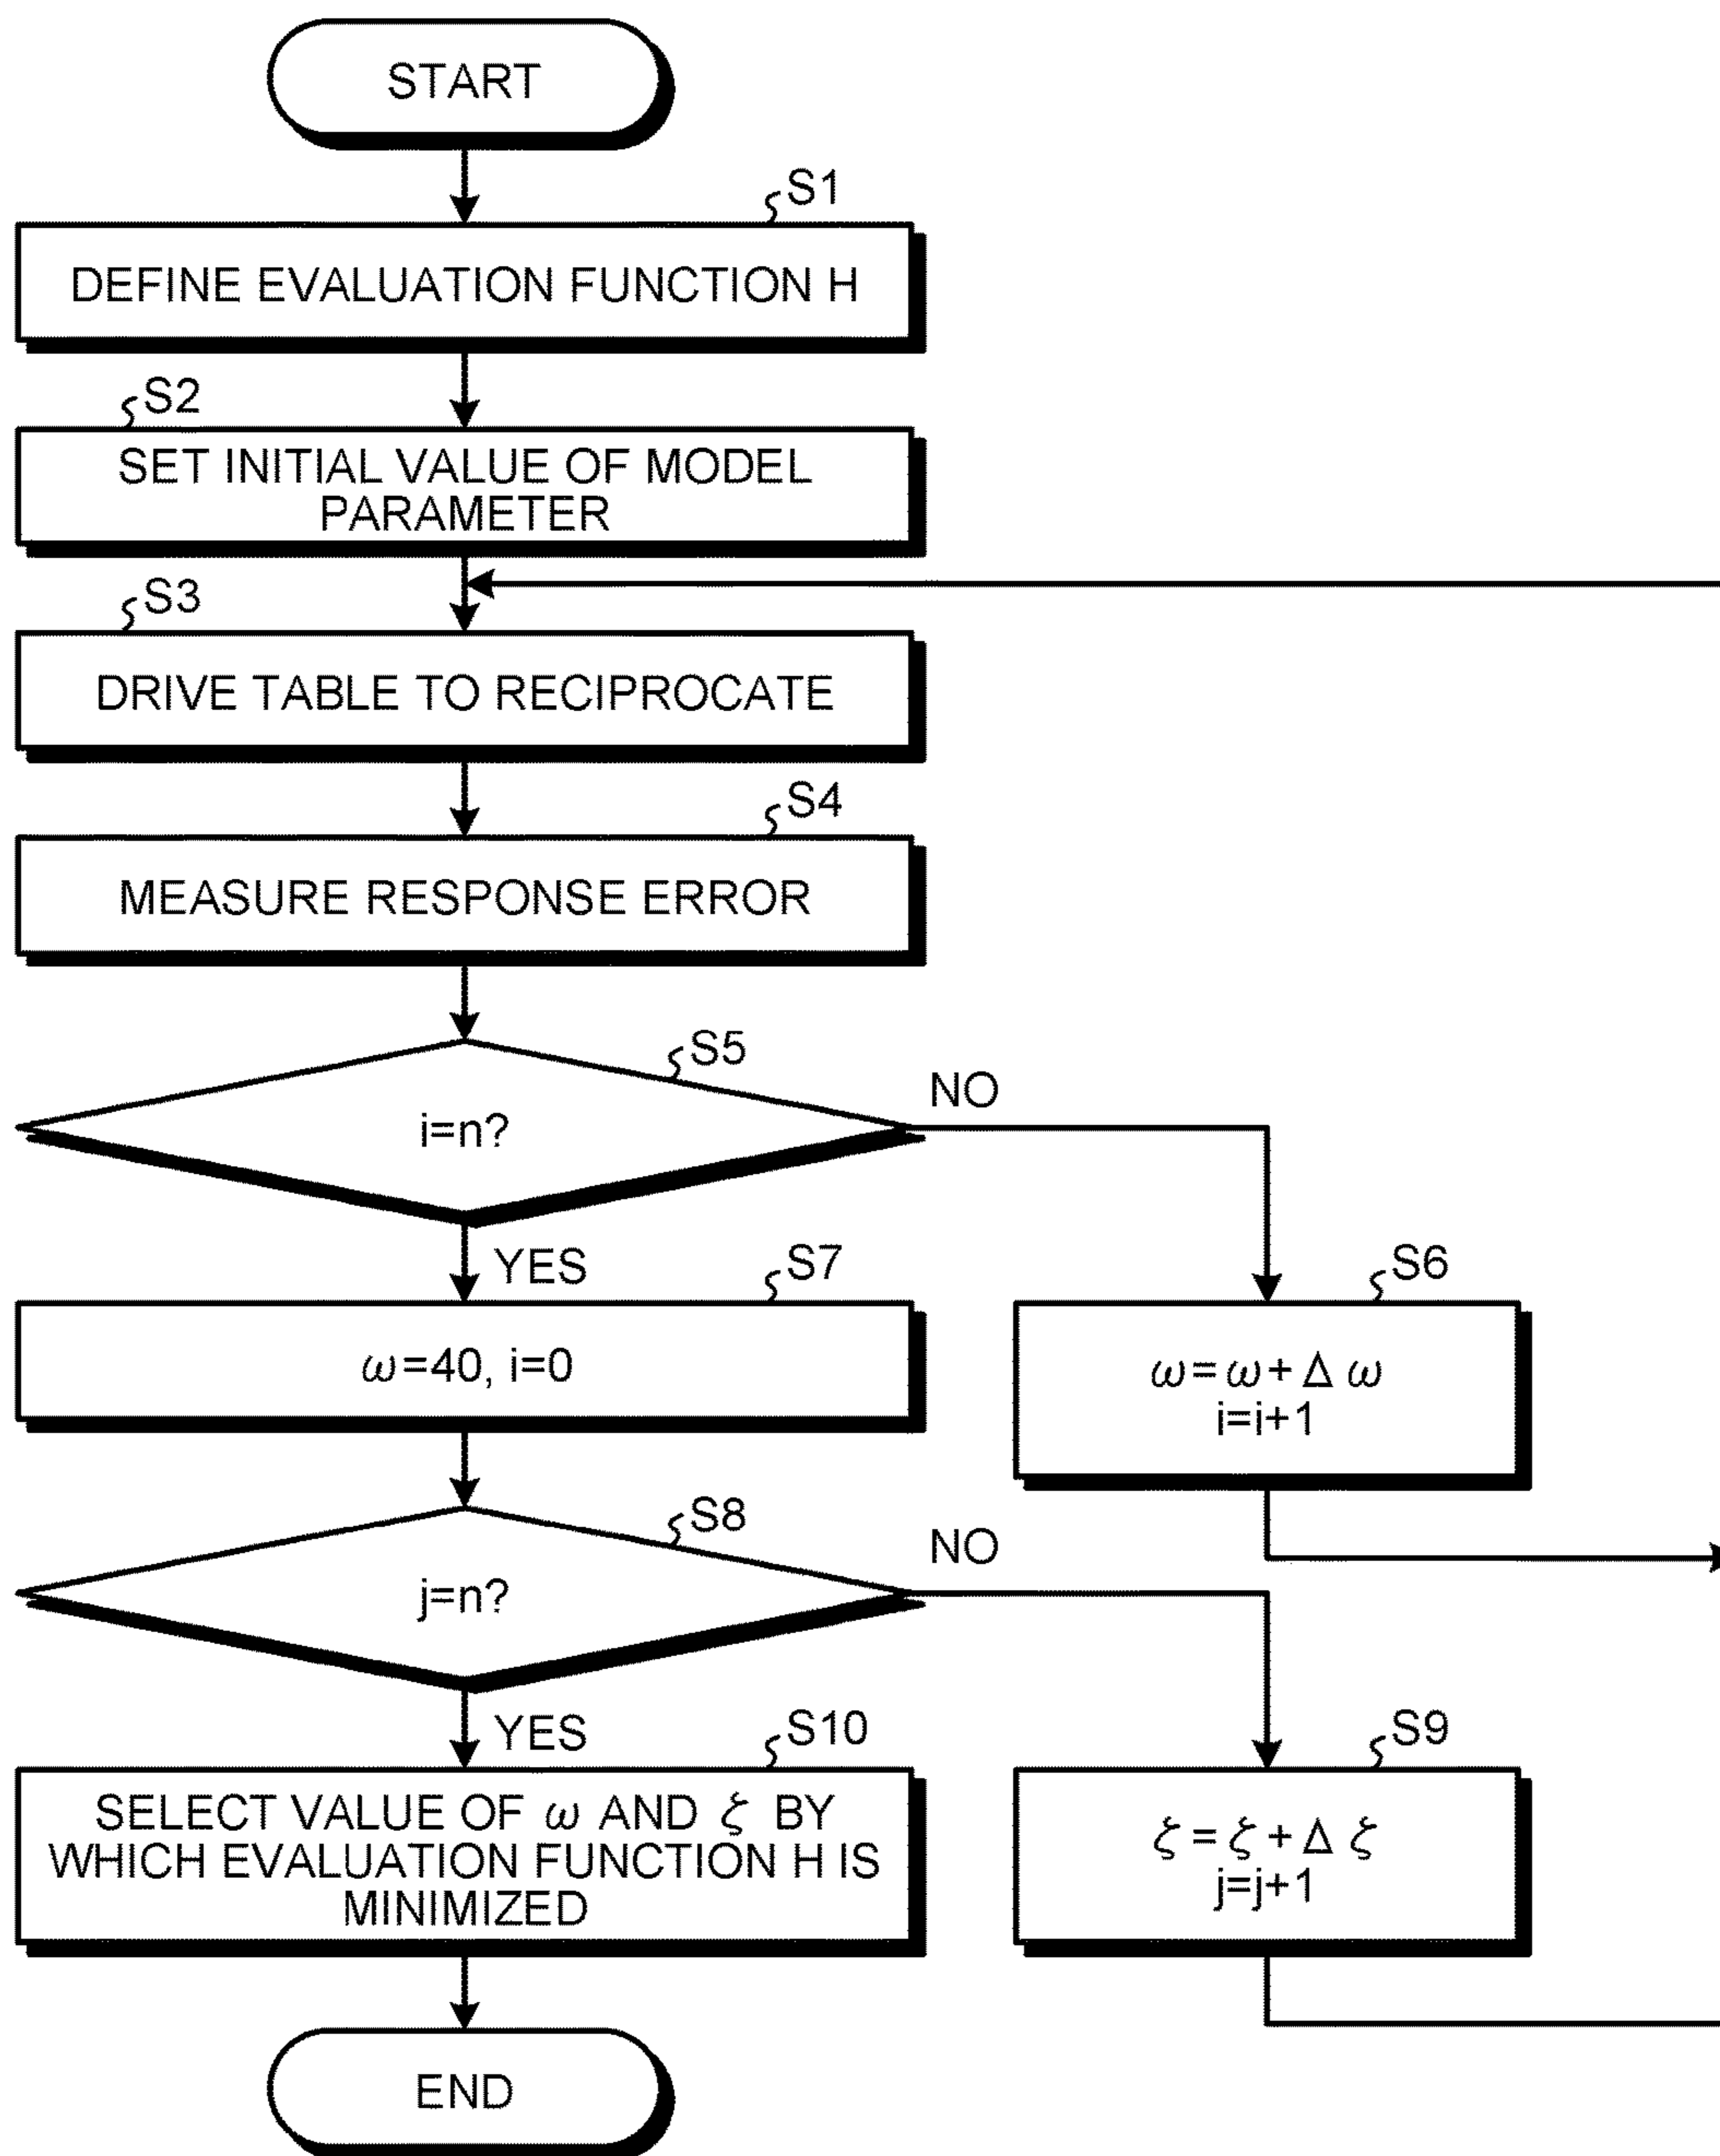 START
S1
DEFINE EVALUATION FUNCTION H
S2
SET INITIAL VALUE OF MODEL
PARAMETER
S3
DRIVE TABLE TO RECIPROCATE
S4
MEASURE RESPONSE ERROR
S5
i=n?
NO
YES
S7
ω=40, i=0
S6
ω=ω+Δ ω
i=i+1
S8
j=n?
NO
YES
S10
SELECT VALUE OF ω AND ζ BY
WHICH EVALUATION FUNCTION H IS
MINIMIZED
S9
ζ=ζ+Δ ζ
j=j+1
END